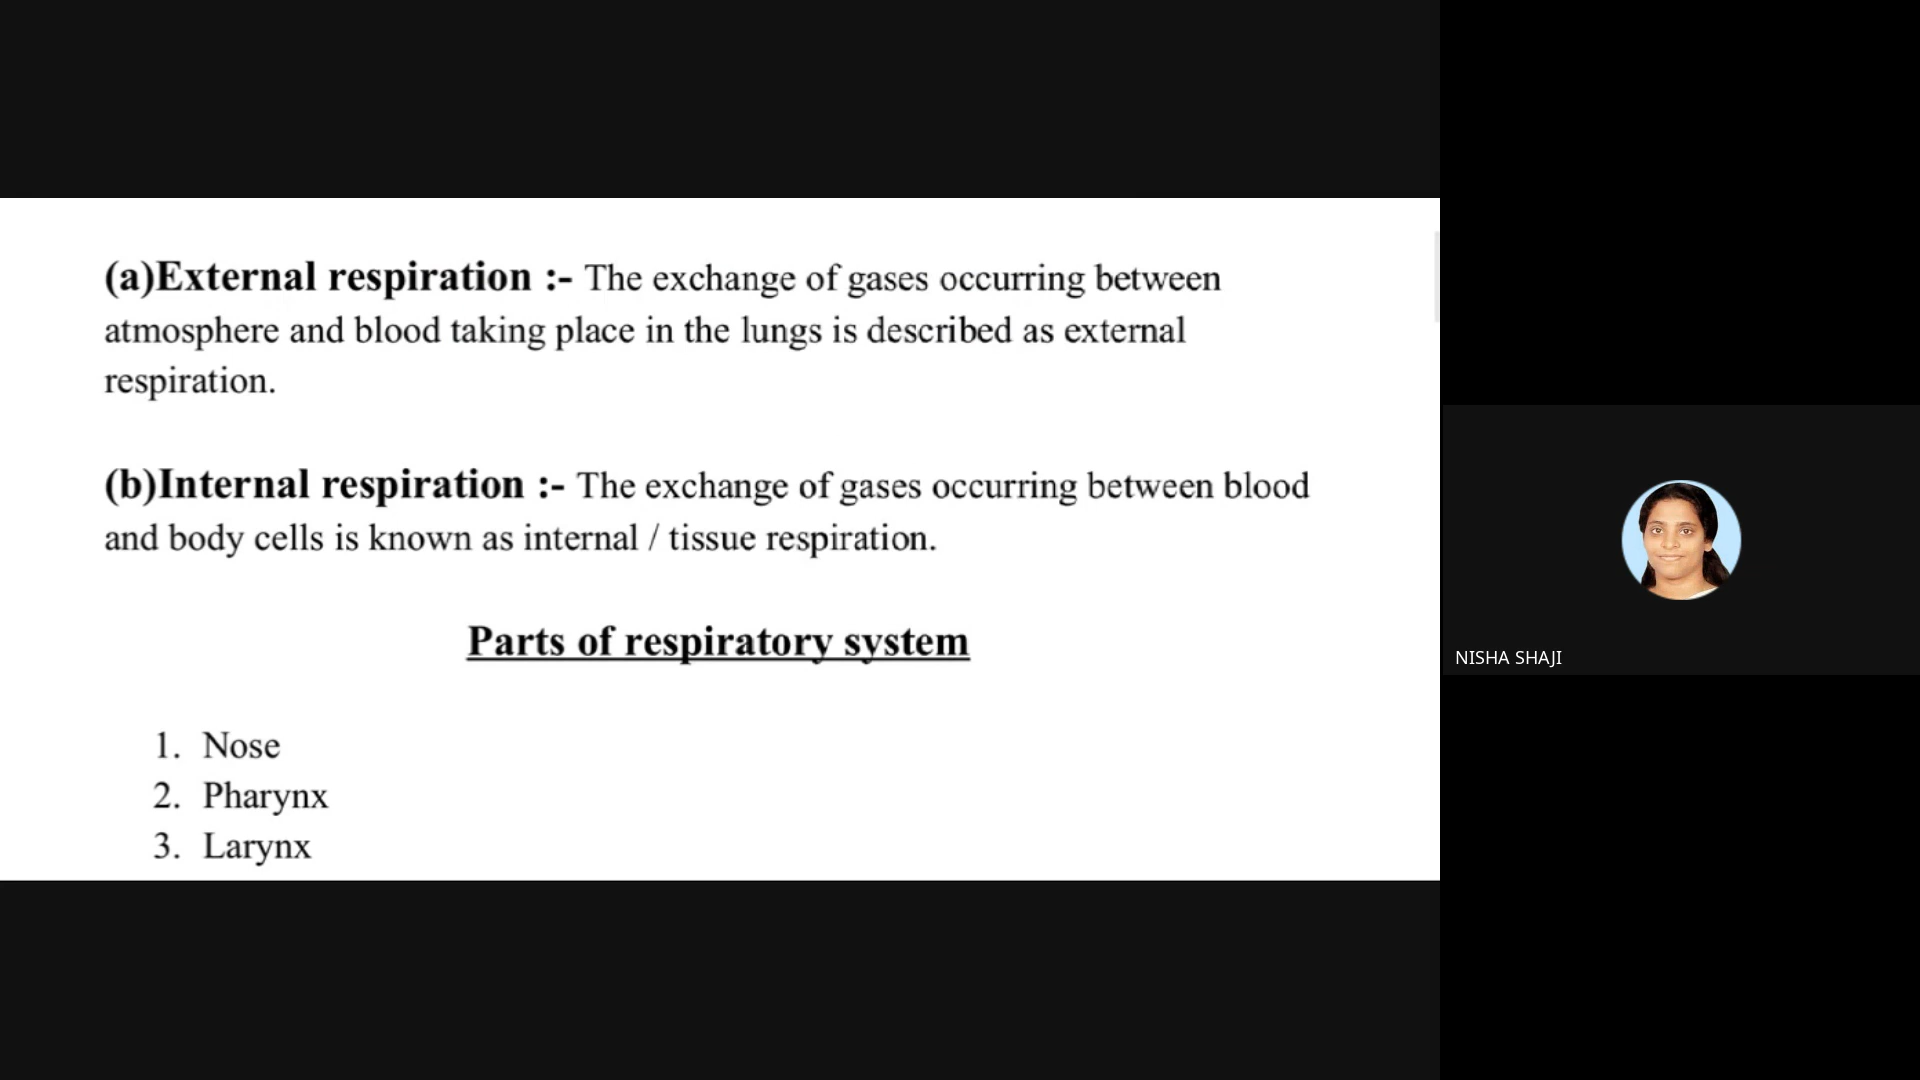 (a)External respiration :- The exchange of gases occurring between
atmosphere and blood taking place in the lungs is described as external
respiration.
(b)Internal respiration :- The exchange of gases occurring between blood
and body cells is known as internal / tissue respiration.
Parts of respiratory system
1. Nose
2. Pharynx
3. Larynx
NISHA SHAJI